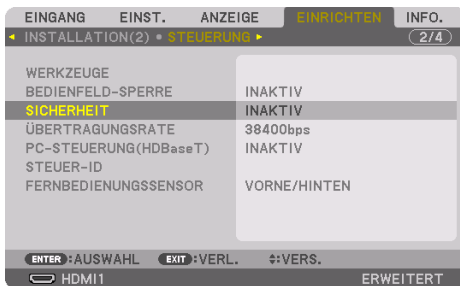 EINGANG EINST. ANZEIGE EINRICHTEN INFO.
INSTALLATION(2) • STEUERUNG 2/4
WERKZEUGE
BEDIENFELD-SPERRE INAKTIV
SICHERHEIT INAKTIV
ÜBERTRAGUNGSRATE 38400bps
PC-STEUERUNG(HDBaseT) INAKTIV
STEUER-ID
FERNBEDIENUNGSSENSOR VORNE/HINTEN
ENTER:AUSWAHL EXIT:VERL. :VERS.
HDMI1 ERWEITERT